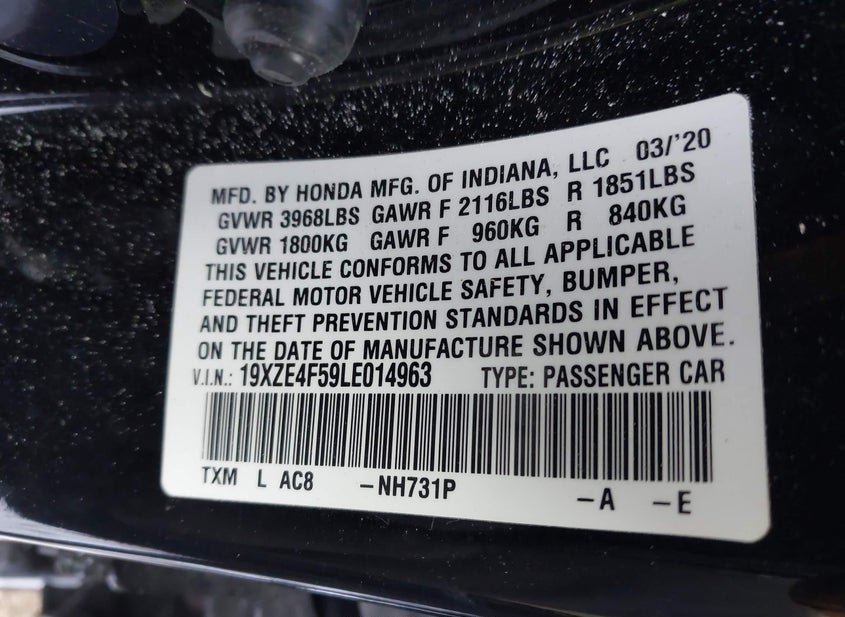 MFD. BY HONDA MFG. OF INDIANA, LLC 03/'20
GVWR 3968LBS GAWR F 2116LBS R 1851LBS
GVWR 1800KG GAWR F 960KG R 840KG
THIS VEHICLE CONFORMS TO ALL APPLICABLE
FEDERAL MOTOR VEHICLE SAFETY, BUMPER,
AND THEFT PREVENTION STANDARDS IN EFFECT
ON THE DATE OF MANUFACTURE SHOWN ABOVE.
V.I.N.: 19XZE4F59LE014963 TYPE: PASSENGER CAR
TXM L AC8 -NH731P -A -E